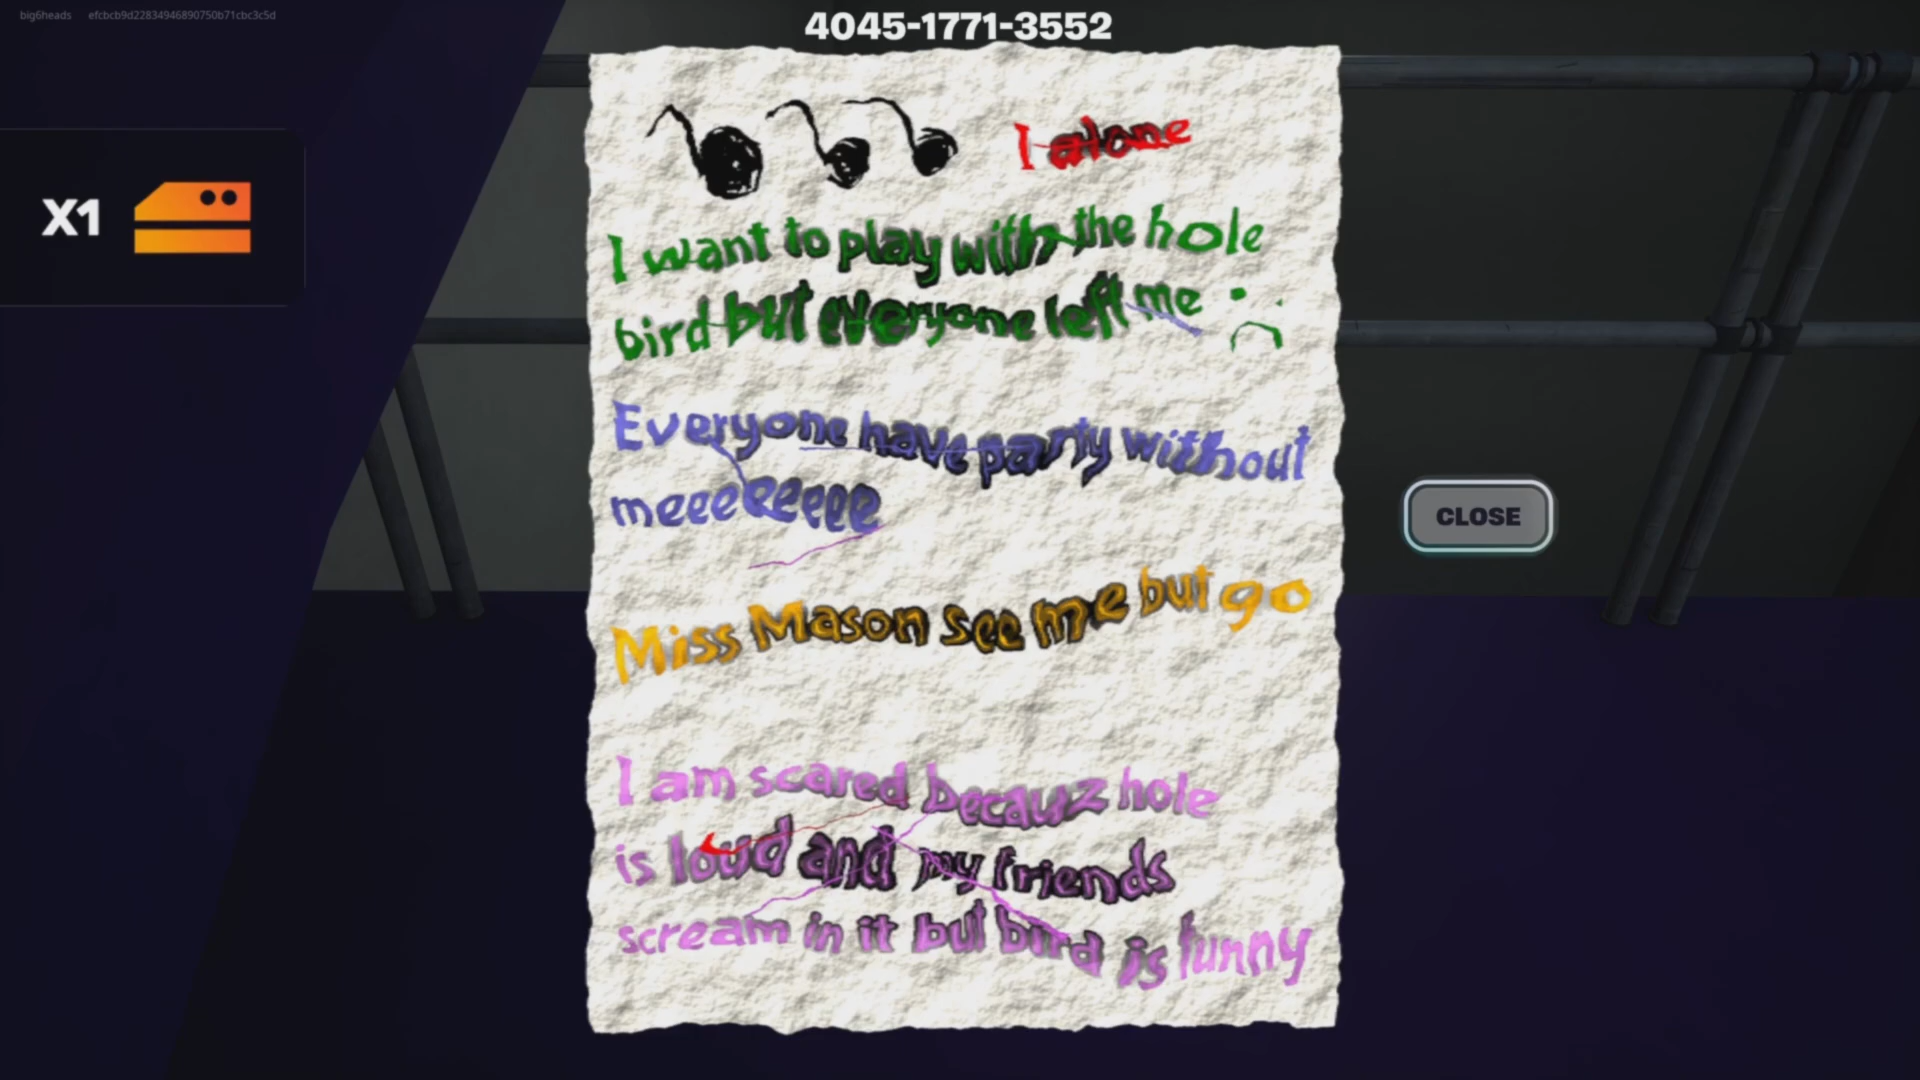 big6heads efcbcb9d22834946890750b71cbc3c5d
4045-1771-3552
X1
I alone
I want to play with the hole
bird but everyone left me :(
Everyone have party without
meeeeeeee
Miss Mason see me but go
CLOSE
I am scared becauz hole
is loud and my friends
scream in it but bird is funny